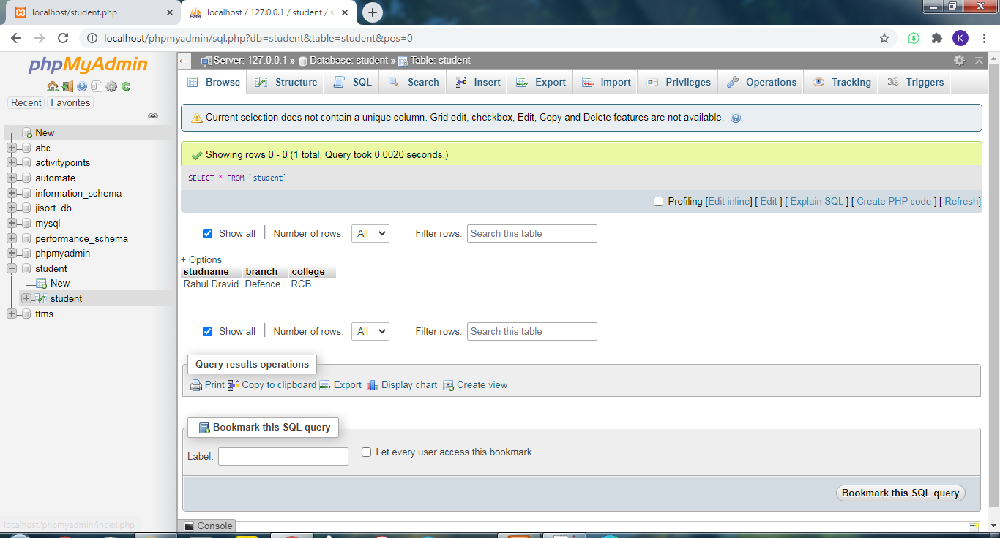 localhost/student.php
localhost / 127.0.0.1 / student / s
localhost/phpmyadmin/sql.php?db=student&table=student&pos=0
K
phpMyAdmin
Recent Favorites
New
abc
activitypoints
automate
information_schema
jisort_db
mysql
performance_schema
phpmyadmin
student
New
student
ttms
localhost/phpmyadmin/index.php
Server: 127.0.0.1 » Database: student » Table: student
Browse Structure SQL Search Insert Export Import Privileges Operations Tracking Triggers
Current selection does not contain a unique column. Grid edit, checkbox, Edit, Copy and Delete features are not available.
Showing rows 0 - 0 (1 total, Query took 0.0020 seconds.)
SELECT * FROM `student`
Profiling [Edit inline] [ Edit ] [ Explain SQL ] [ Create PHP code ] [ Refresh]
Show all | Number of rows: All Filter rows: Search this table
+ Options
studname branch college
Rahul Dravid Defence RCB
Show all | Number of rows: All Filter rows: Search this table
Query results operations
Print Copy to clipboard Export Display chart Create view
Bookmark this SQL query
Label: Let every user access this bookmark
Bookmark this SQL query
Console